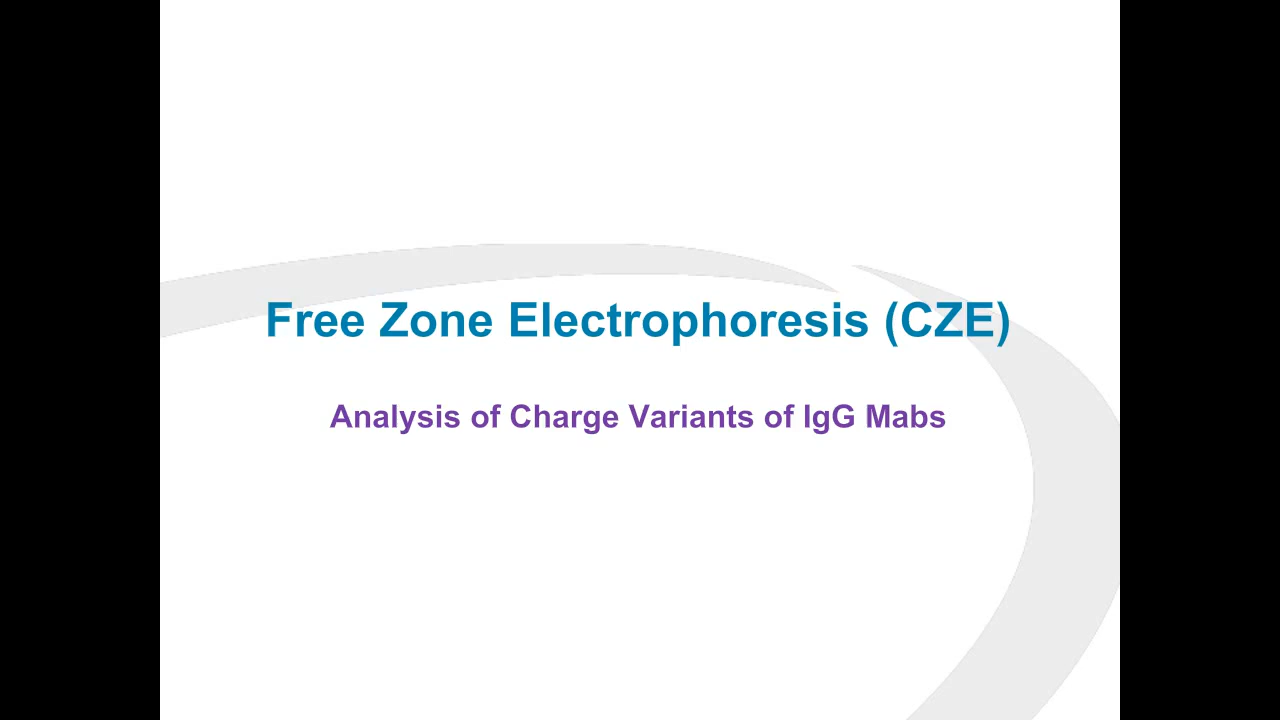 Free Zone Electrophoresis (CZE)
Analysis of Charge Variants of IgG Mabs